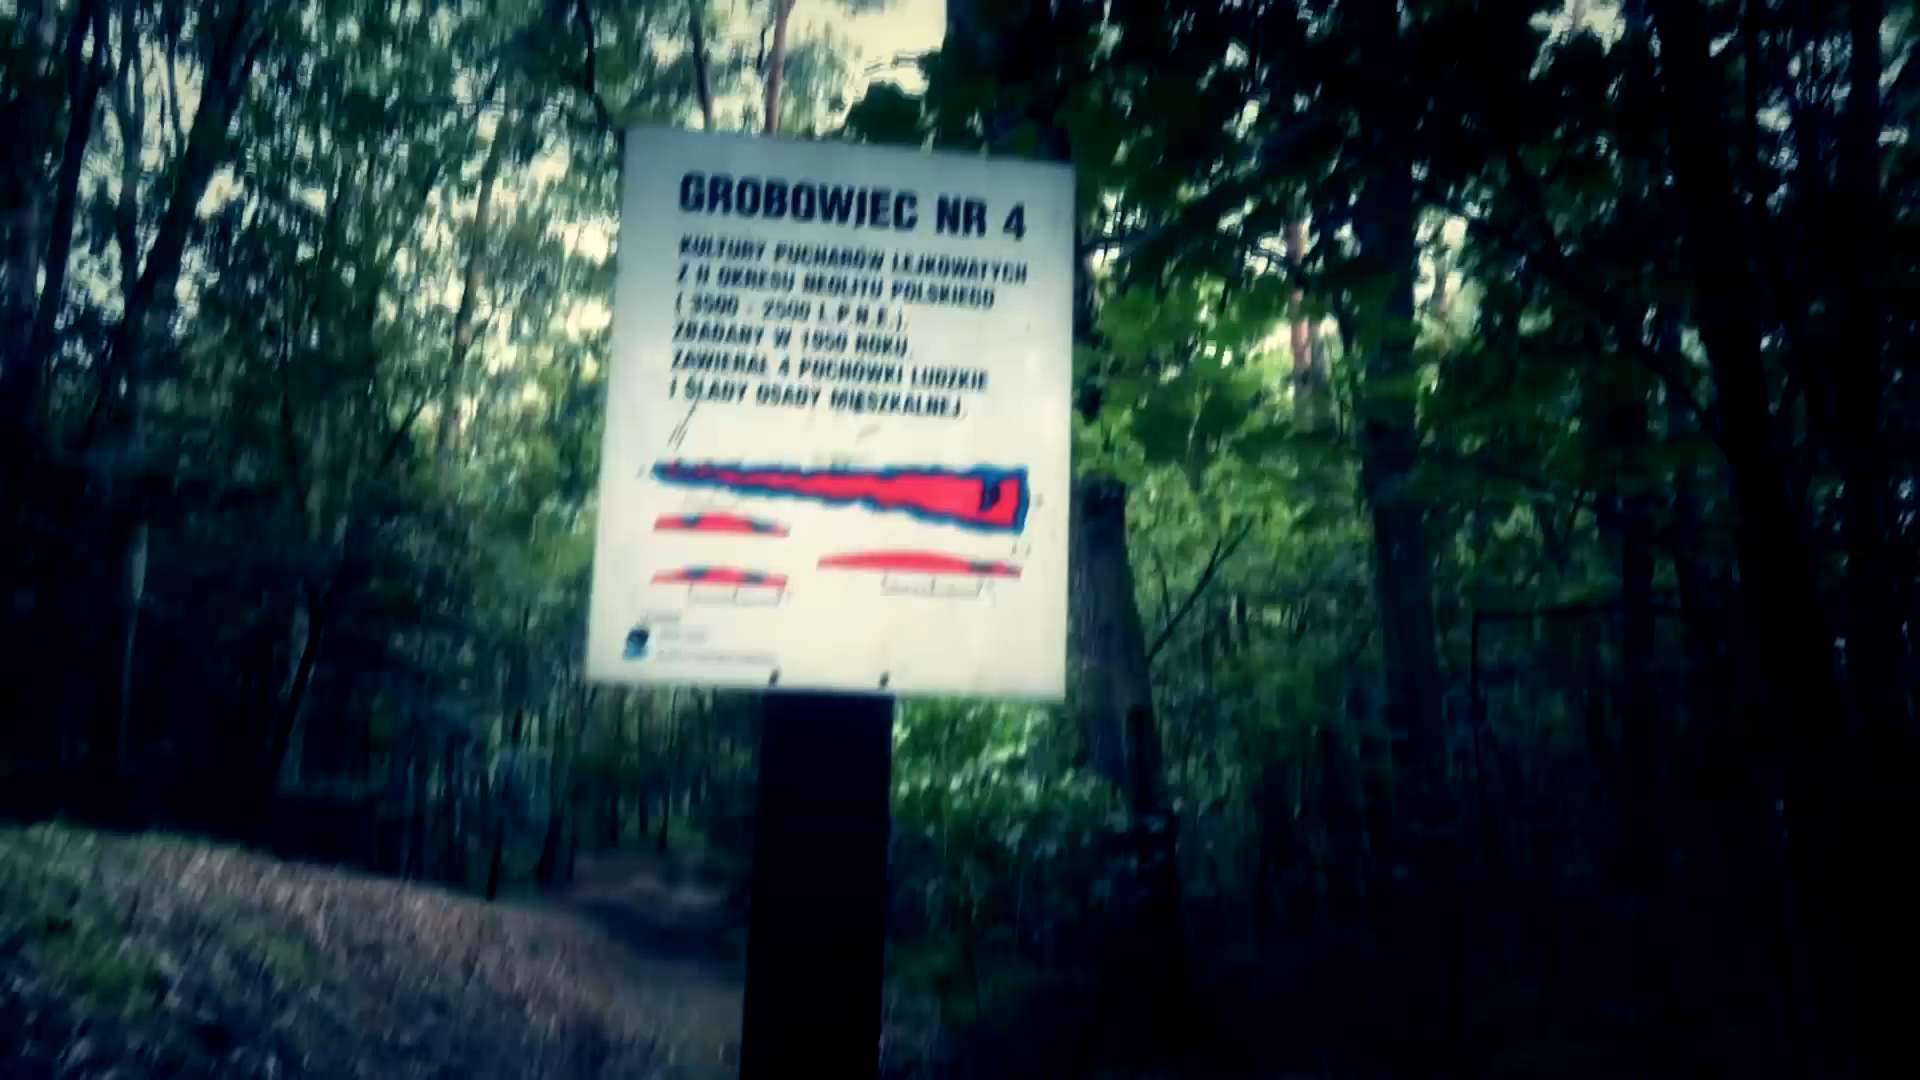 GROBOWIEC NR 4
KULTURY PUCHARÓW LEJKOWATYCH
Z II OKRESU NEOLITU POLSKIEGO
( 3500 - 2500 L.P.N.E.).
ZBADANY W 1950 ROKU.
ZAWIERAŁ 4 POCHÓWKI LUDZKIE
I ŚLADY OSADY MIESZKALNEJ.